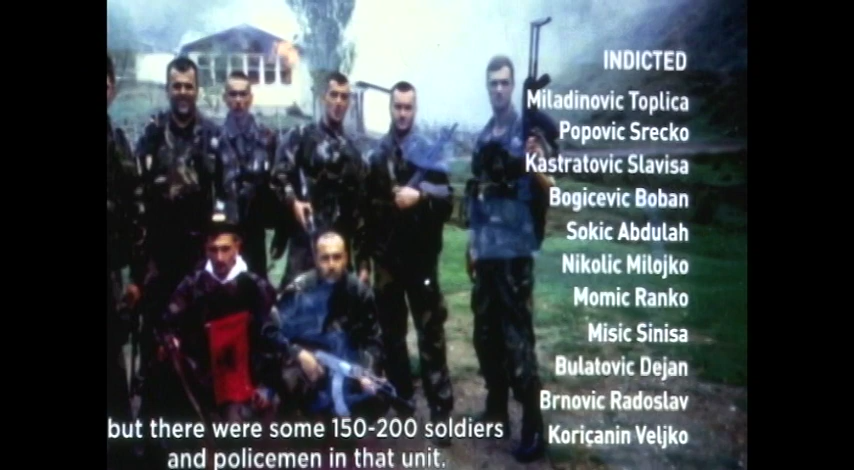 INDICTED
Miladinovic Toplica
Popovic Srecko
Kastratovic Slavisa
Bogicevic Boban
Sokic Abdulah
Nikolic Milojko
Momic Ranko
Misic Sinisa
Bulatovic Dejan
Brnovic Radoslav
Koriçanin Veljko
but there were some 150-200 soldiers
and policemen in that unit.